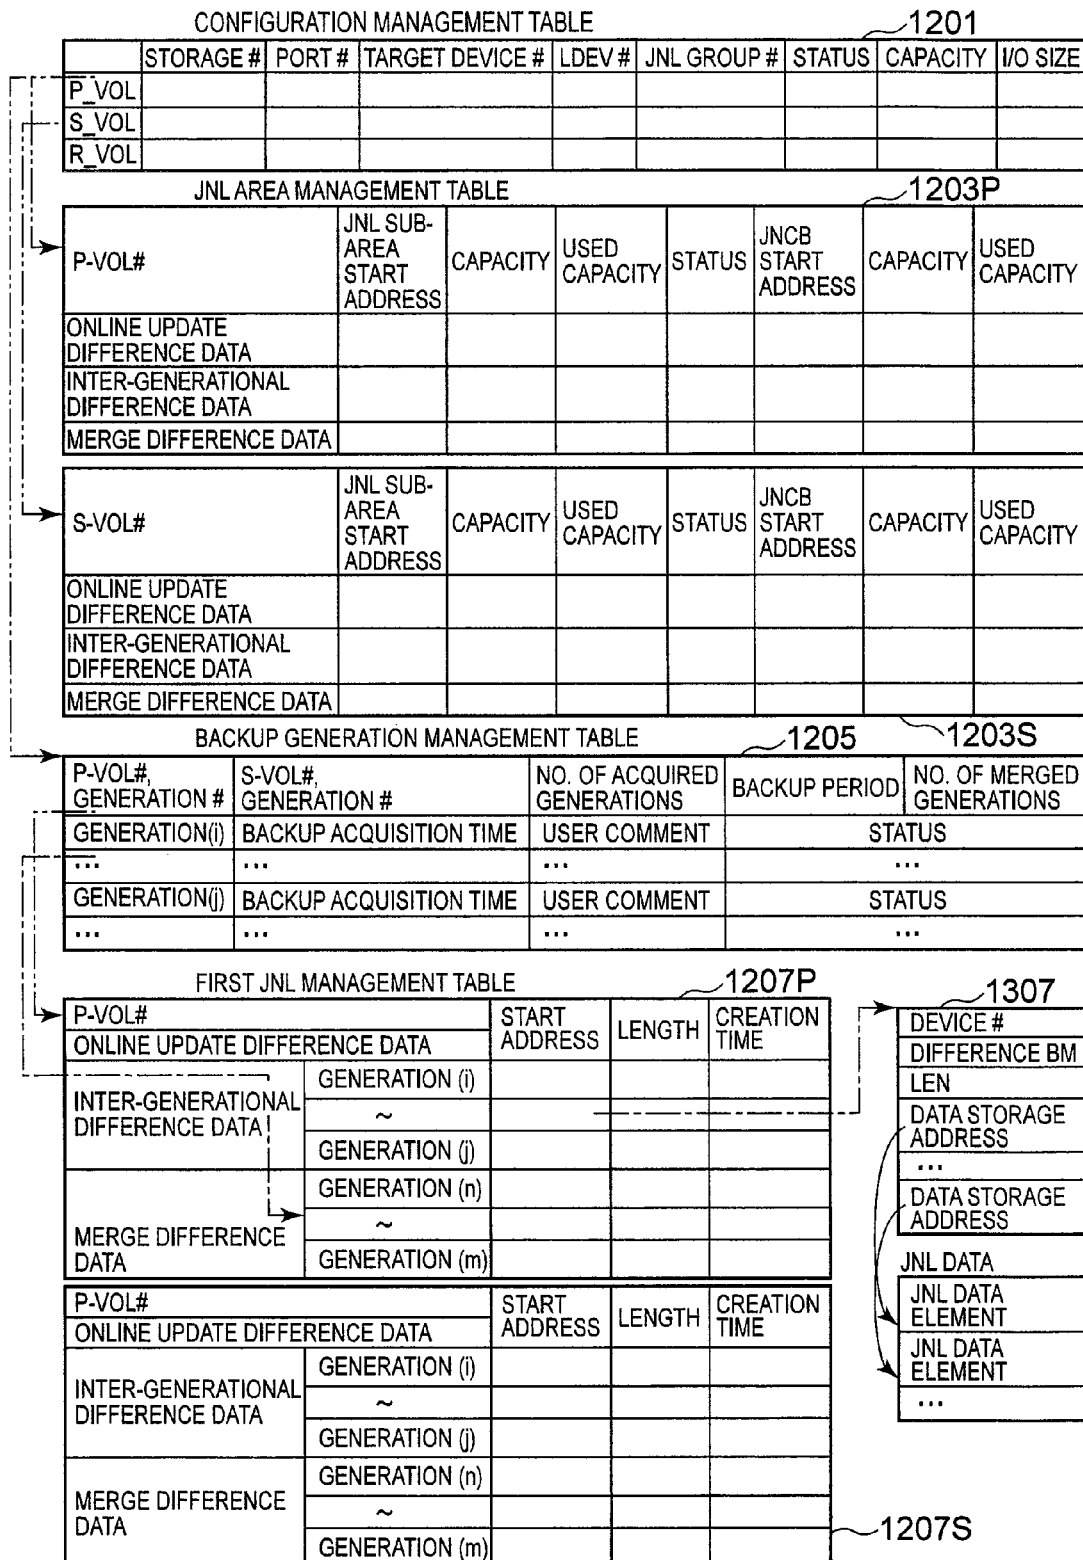 CONFIGURATION MANAGEMENT TABLE 1201
STORAGE # PORT # TARGET DEVICE # LDEV # JNL GROUP # STATUS CAPACITY I/O SIZE
P_VOL
S_VOL
R_VOL
JNL AREA MANAGEMENT TABLE 1203P
P-VOL# JNL SUB-AREA START ADDRESS CAPACITY USED CAPACITY STATUS JNCB START ADDRESS CAPACITY USED CAPACITY
ONLINE UPDATE DIFFERENCE DATA
INTER-GENERATIONAL DIFFERENCE DATA
MERGE DIFFERENCE DATA
S-VOL# JNL SUB-AREA START ADDRESS CAPACITY USED CAPACITY STATUS JNCB START ADDRESS CAPACITY USED CAPACITY
ONLINE UPDATE DIFFERENCE DATA
INTER-GENERATIONAL DIFFERENCE DATA
MERGE DIFFERENCE DATA
1203S
BACKUP GENERATION MANAGEMENT TABLE 1205
P-VOL#, GENERATION # S-VOL#, GENERATION # NO. OF ACQUIRED GENERATIONS BACKUP PERIOD NO. OF MERGED GENERATIONS
GENERATION(i) BACKUP ACQUISITION TIME USER COMMENT STATUS
... ... ... ...
GENERATION(j) BACKUP ACQUISITION TIME USER COMMENT STATUS
... ... ... ...
FIRST JNL MANAGEMENT TABLE 1207P
P-VOL# START ADDRESS LENGTH CREATION TIME
ONLINE UPDATE DIFFERENCE DATA
INTER-GENERATIONAL DIFFERENCE DATA
GENERATION (i)
~
GENERATION (j)
MERGE DIFFERENCE DATA
GENERATION (n)
~
GENERATION (m)
P-VOL# START ADDRESS LENGTH CREATION TIME
ONLINE UPDATE DIFFERENCE DATA
INTER-GENERATIONAL DIFFERENCE DATA
GENERATION (i)
~
GENERATION (j)
MERGE DIFFERENCE DATA
GENERATION (n)
~
GENERATION (m)
1207S
1307
DEVICE #
DIFFERENCE BM
LEN
DATA STORAGE ADDRESS
...
DATA STORAGE ADDRESS
JNL DATA
JNL DATA ELEMENT
JNL DATA ELEMENT
...